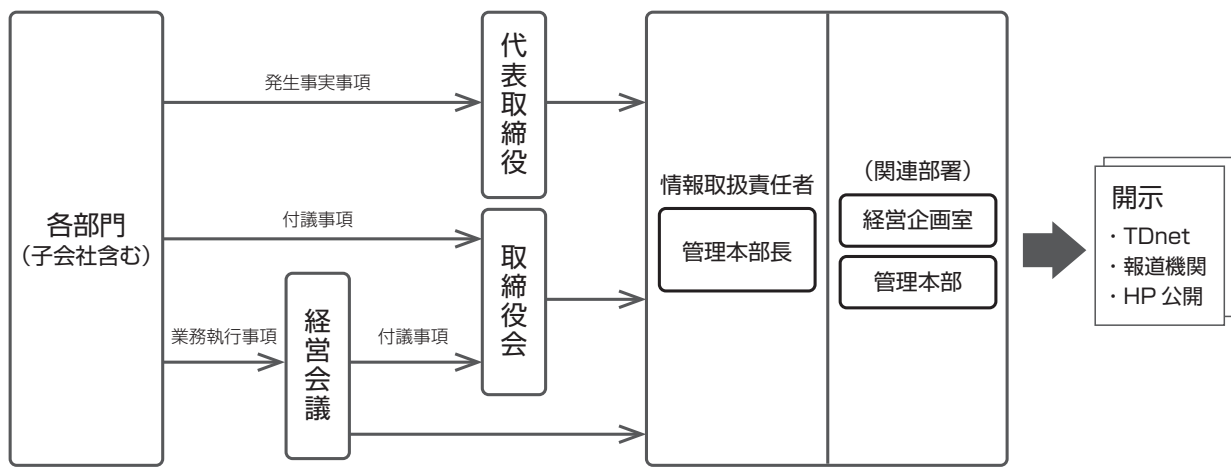 各部門
（子会社含む）
発生事実事項
代表取締役
付議事項
取締役会
業務執行事項
経営会議
付議事項
情報取扱責任者
管理本部長
（関連部署）
経営企画室
管理本部
開示
・TDnet
・報道機関
・HP 公開